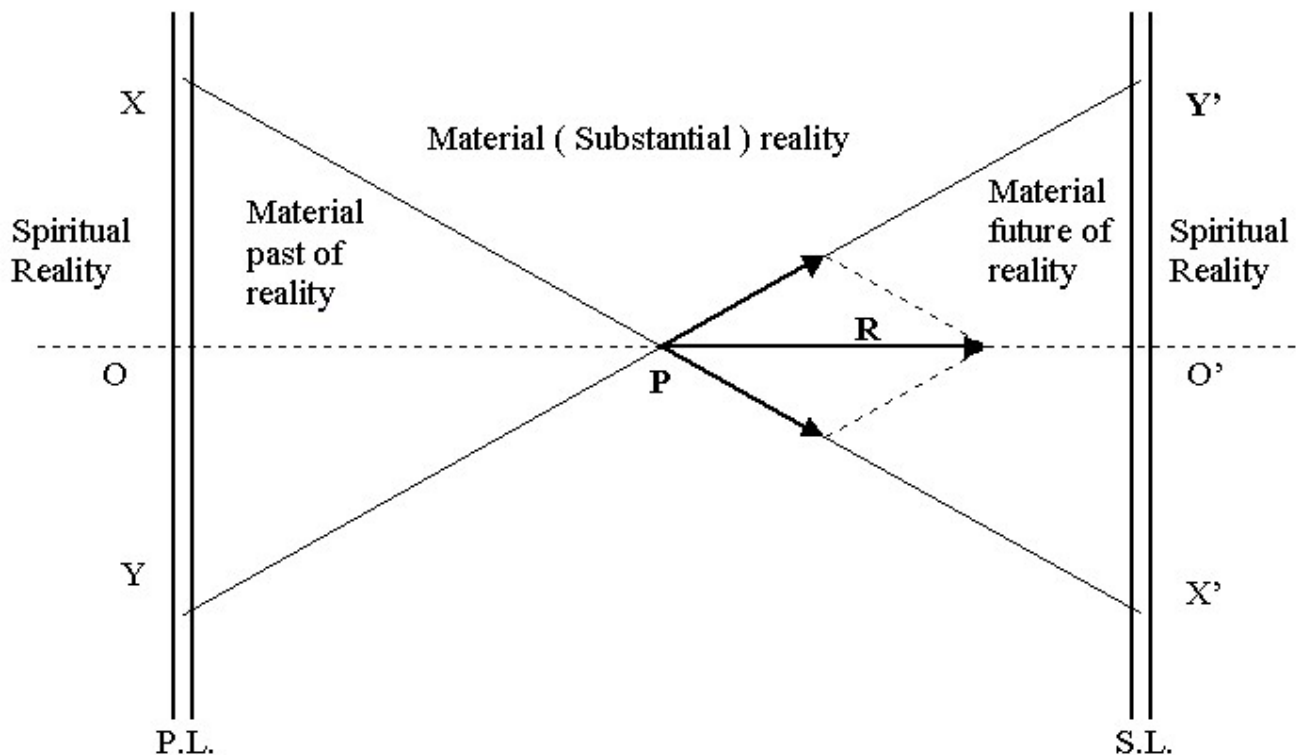 X
Y’
Material ( Substantial ) reality
Spiritual
Reality
Material
past of
reality
Material
future of
reality
Spiritual
Reality
R
O
P
O’
Y
X’
P.L.
S.L.